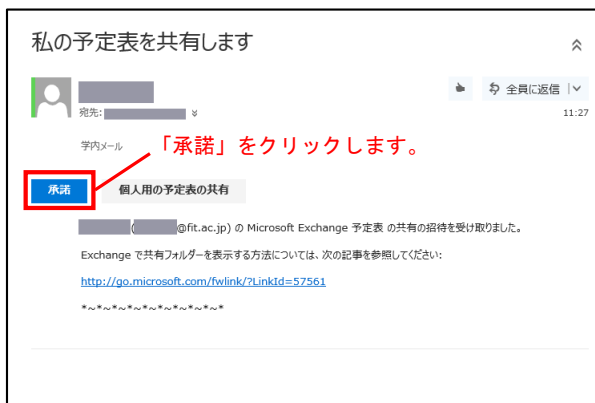 私の予定表を共有します
全員に返信
宛先:
11:27
学内メール
「承諾」をクリックします。
承諾 個人用の予定表の共有
( @fit.ac.jp) の Microsoft Exchange 予定表 の共有の招待を受け取りました。
Exchange で共有フォルダーを表示する方法については、次の記事を参照してください:
http://go.microsoft.com/fwlink/?LinkId=57561
*~*~*~*~*~*~*~*~*~*